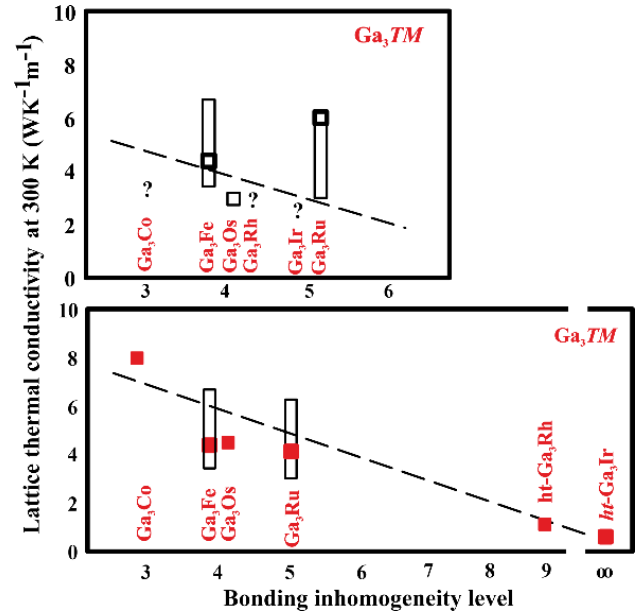 Lattice thermal conductivity at 300 K (WK⁻¹m⁻¹)
Ga₃TM
10
8
6
4
2
0
? ? ?
Ga₃Co Ga₃Fe Ga₃Os Ga₃Rh Ga₃Ir Ga₃Ru
3 4 5 6
Ga₃TM
10
8
6
4
2
0
Ga₃Co Ga₃Fe Ga₃Os Ga₃Ru ht-Ga₃Rh ht-Ga₃Ir
3 4 5 6 7 8 9 ∞
Bonding inhomogeneity level